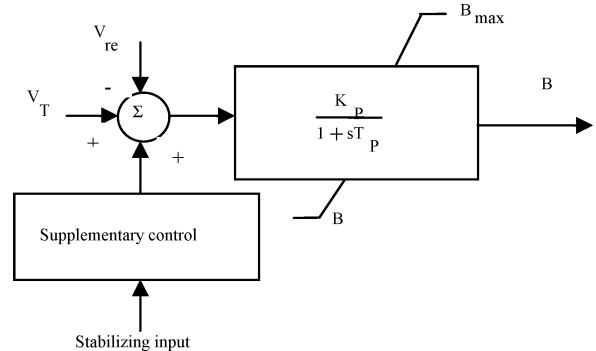 V re
B max
V T
-
Σ
+
+
K P
1 + sT P
B
B
Supplementary control
Stabilizing input